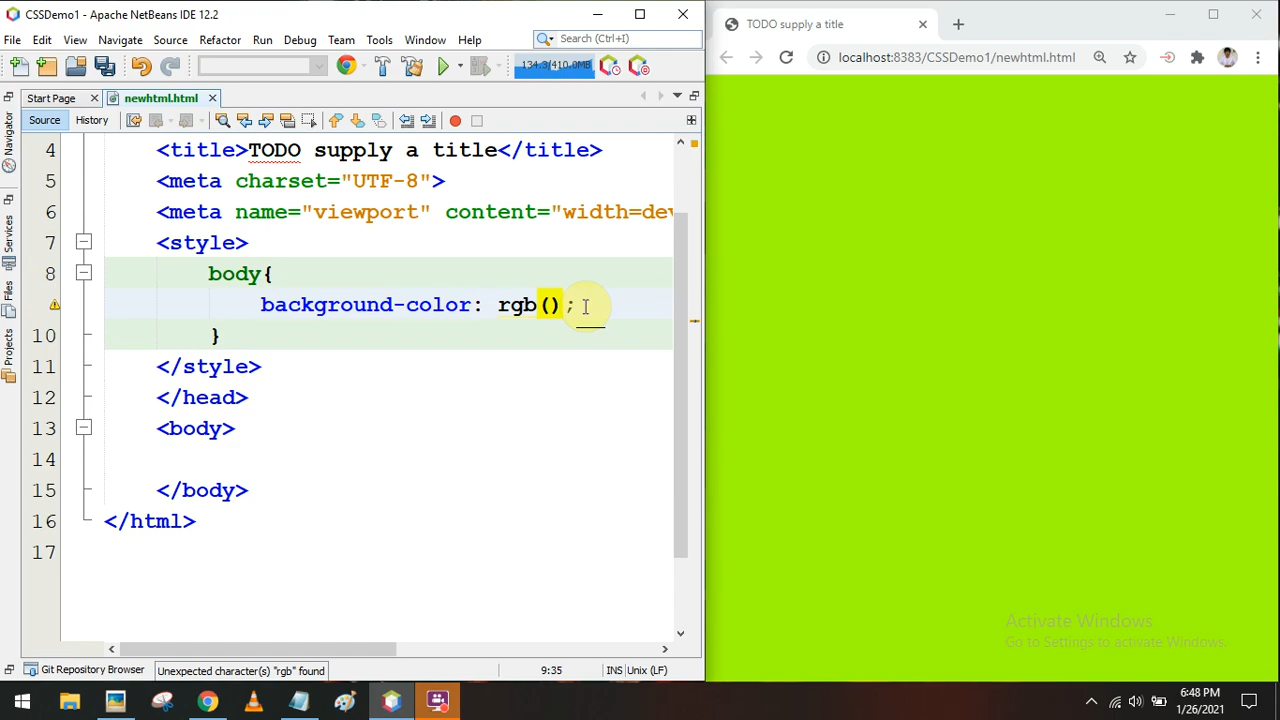 CSSDemo1 - Apache NetBeans IDE 12.2
File Edit View Navigate Source Refactor Run Debug Team Tools Window Help
Search (Ctrl+I)
134.3/410.0MB
Start Page
newhtml.html
Source History
Navigator
Services
Files
Projects
4 <title>TODO supply a title</title>
5 <meta charset="UTF-8">
6 <meta name="viewport" content="width=dev
7 <style>
8 body{
background-color: rgb();
10 }
11 </style>
12 </head>
13 <body>
14
15 </body>
16 </html>
17
Git Repository Browser
Unexpected character(s) "rgb" found
9:35
INS Unix (LF)
TODO supply a title
localhost:8383/CSSDemo1/newhtml.html
Activate Windows
Go to Settings to activate Windows.
6:48 PM
1/26/2021